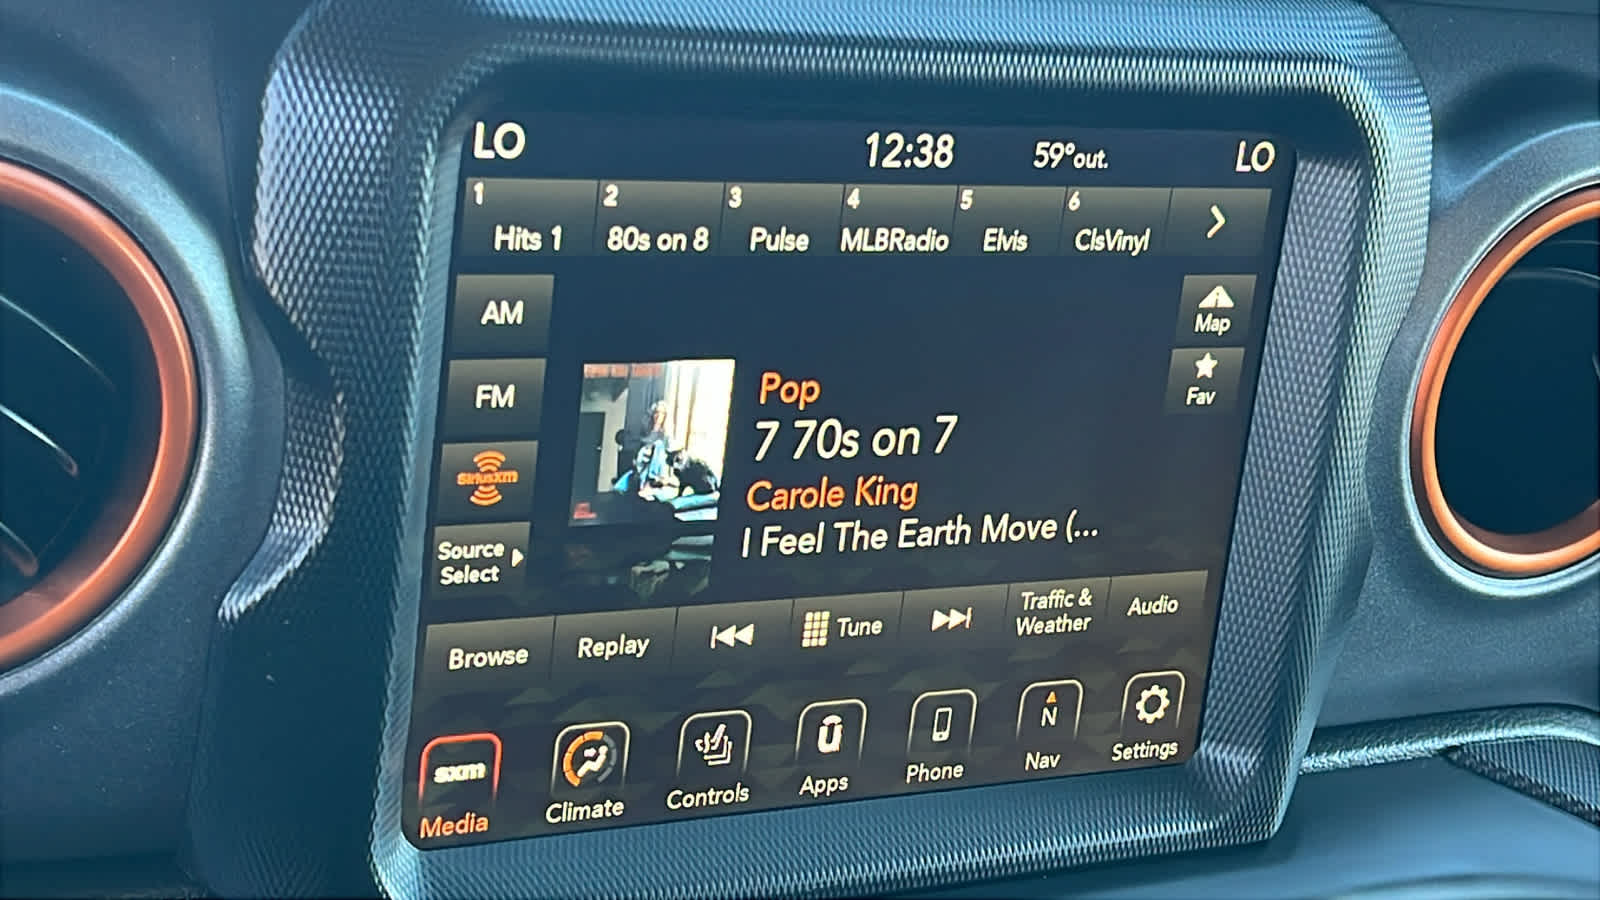 LO 12:38 59°out. LO
1 2 3 4 5 6
Hits 1 80s on 8 Pulse MLBRadio Elvis ClsVinyl
AM
Map
FM
Fav
Pop
7 70s on 7
SiriusXM
Carole King
I Feel The Earth Move (...
Source
Select
Browse Replay Tune Traffic &
Weather Audio
sxm
N
Media Climate Controls Apps Phone Nav Settings